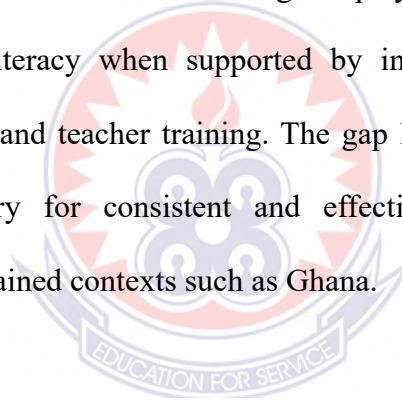 iteracy when supported by in
and teacher training. The gap
ry for consistent and effecti
ained contexts such as Ghana.
EDUCATION FOR SERVICE